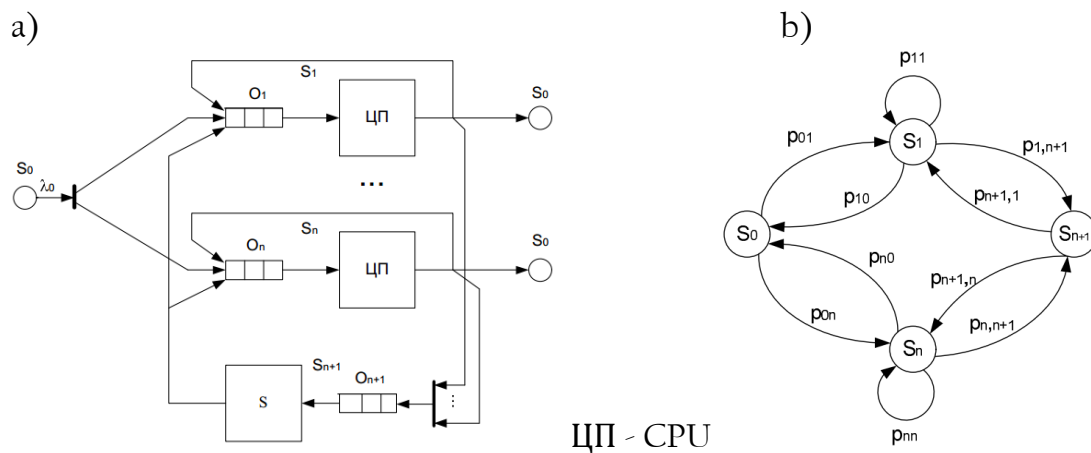 a)
b)
S₁
O₁
ЦП
S₀
S₀
λ₀
...
Sₙ
Oₙ
ЦП
S₀
Sₙ₊₁
Oₙ₊₁
S
...
p₁₁
S₁
p₀₁
p₁,ₙ₊₁
p₁₀
pₙ₊₁,₁
S₀
Sₙ₊₁
pₙ₀
pₙ₊₁,ₙ
p₀ₙ
pₙ,ₙ₊₁
Sₙ
pₙₙ
ЦП - CPU